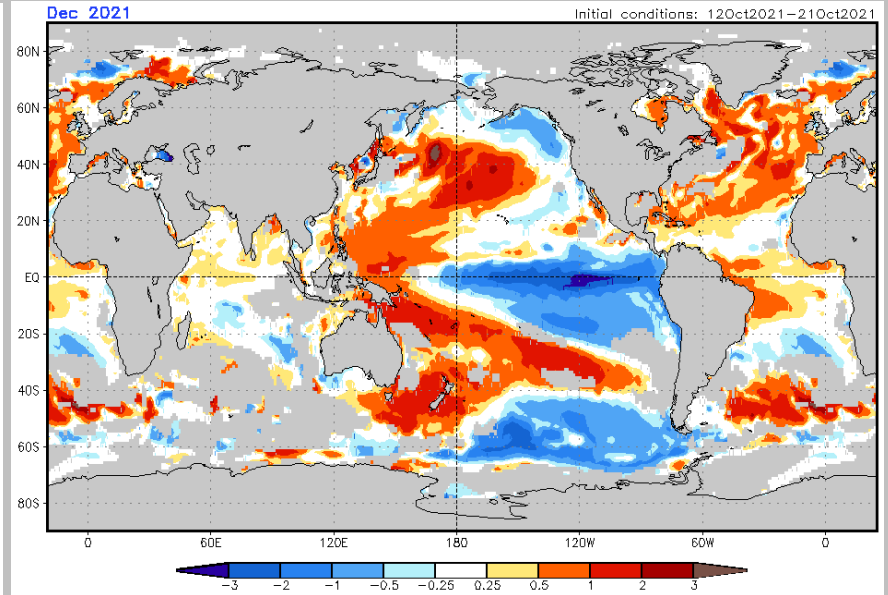 Dec 2021
Initial conditions: 12Oct2021-21Oct2021
80N
60N
40N
20N
EQ
20S
40S
60S
80S
0 60E 120E 180 120W 60W 0
-3 -2 -1 -0.5 -0.25 0.25 0.5 1 2 3